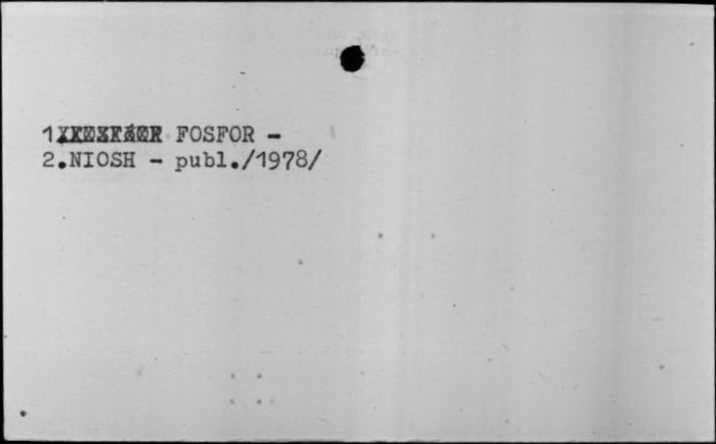 1. FOSFOR -
2.NIOSH - publ./1978/